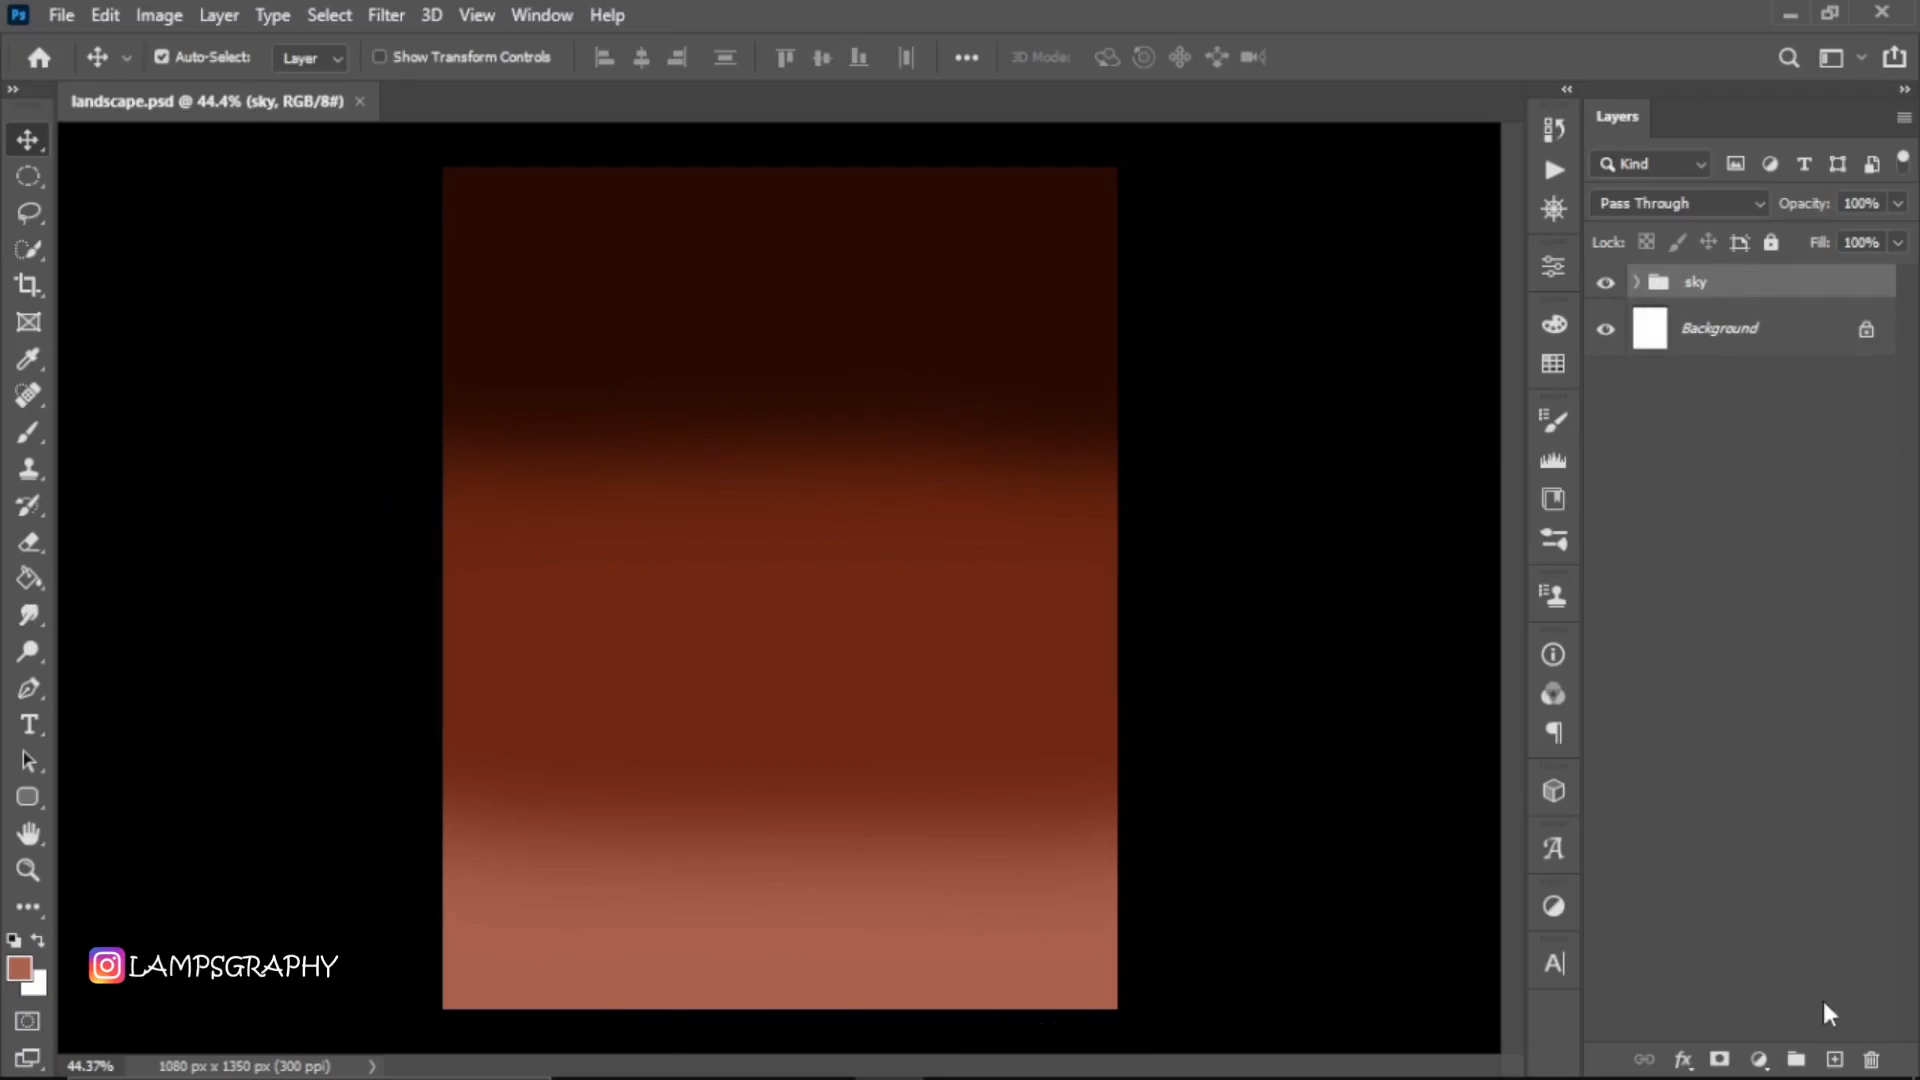 Ps File Edit Image Layer Type Select Filter 3D View Window Help
Auto-Select: Layer Show Transform Controls 3D Mode:
landscape.psd @ 44.4% (sky, RGB/8#)
Layers
Kind
Pass Through Opacity: 100%
Lock: Fill: 100%
sky
Background
LAMPSGRAPHY
44.37% 1080 px x 1350 px (300 ppi)